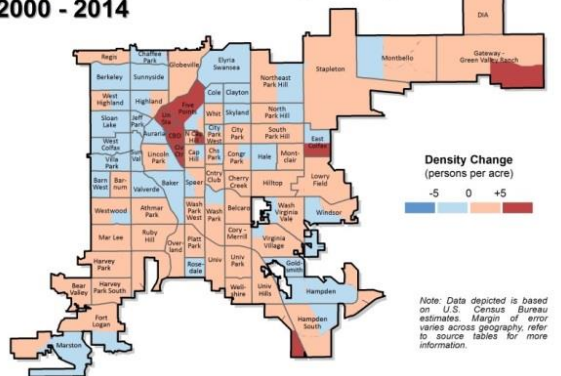 2000 - 2014
DIA
Regis
Chaffee
Park
Globeville
Elyria
Swansea
Northeast
Park Hill
Stapleton
Montbello
Gateway -
Green Valley Ranch
Berkeley
Sunnyside
West
Highland
Highland
Cole
Clayton
Five
Points
Whit
Skyland
North
Park Hill
Sloan
Lake
Jeff
Park
Un
Sta
Auraria
CBD
N Cap
Hill
City
Park
West
City
Park
South
Park Hill
East
Colfax
West
Colfax
Sun
Val
Lincoln
Park
Civ
Ctr
Cap
Hill
Chs
Park
Congr
Park
Hale
Mont-
clair
Villa
Park
Barn
West
Bar-
num
Valverde
Baker
Speer
Cntry
Club
Cherry
Creek
Hilltop
Lowry
Field
Westwood
Athmar
Park
Wash
Park
West
Wash
Park
Belcaro
Wash
Virginia
Vale
Windsor
Mar Lee
Ruby
Hill
Over-
land
Platt
Park
Cory -
Merrill
Virginia
Village
Harvey
Park
Rose-
dale
Univ
Univ
Park
Gold-
smith
Bear
Valley
Harvey
Park South
Well-
shire
Univ
Hills
Hampden
Fort
Logan
Hampden
South
Marston
Density Change
(persons per acre)
-5 0 +5
Note: Data depicted is based
on U.S. Census Bureau
estimates. Margin of error
varies across geography, refer
to source tables for more
information.